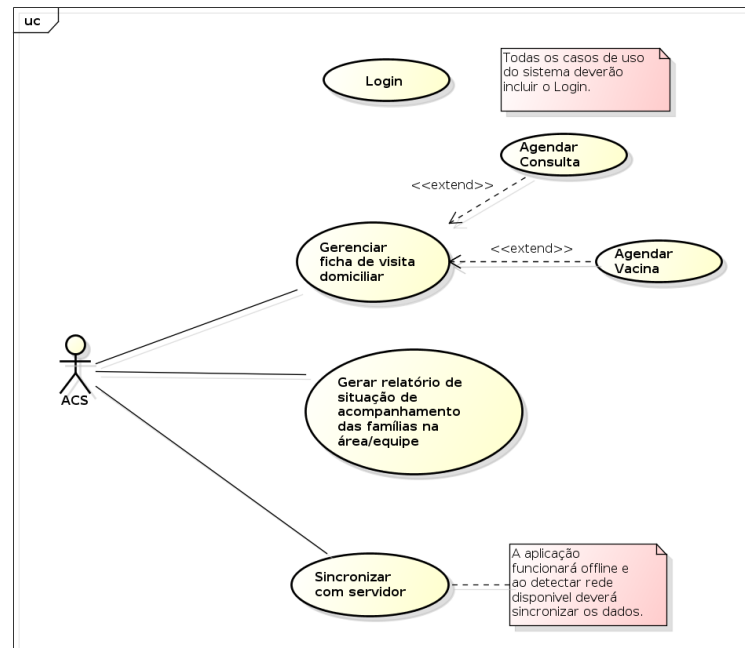 uc
Login
Todas os casos de uso
do sistema deverão
incluir o Login.
Agendar
Consulta
<<extend>>
Gerenciar
ficha de visita
domiciliar
<<extend>>
Agendar
Vacina
ACS
Gerar relatório de
situação de
acompanhamento
das famílias na
área/equipe
Sincronizar
com servidor
A aplicação
funcionará offline e
ao detectar rede
disponivel deverá
sincronizar os dados.